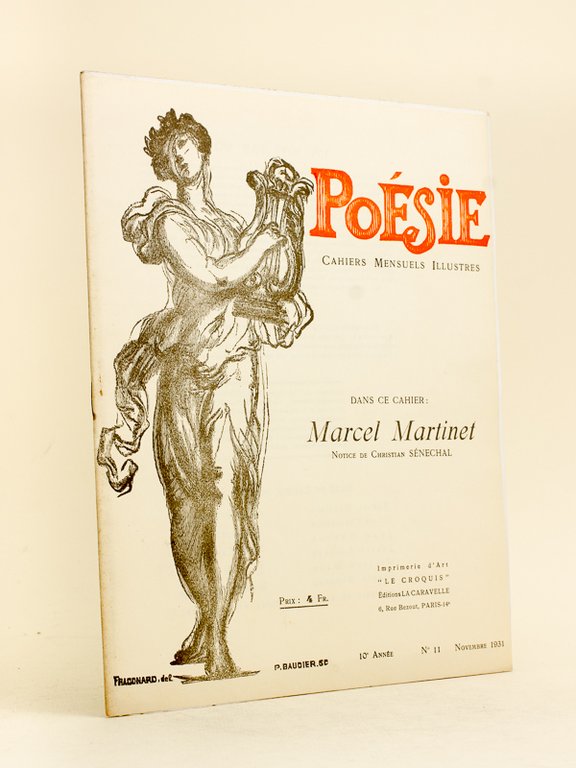 POÉSIE
CAHIERS MENSUELS ILLUSTRES
DANS CE CAHIER:
Marcel Martinet
NOTICE DE CHRISTIAN SÉNECHAL
Imprimerie d'Art
"LE CROQUIS"
Éditions LA CARAVELLE
6, Rue Bezout, PARIS-14e
PRIX: 4 FR.
10e ANNÉE N° 11 NOVEMBRE 1931
FRAGONARD.del P. BAUDIER. SC